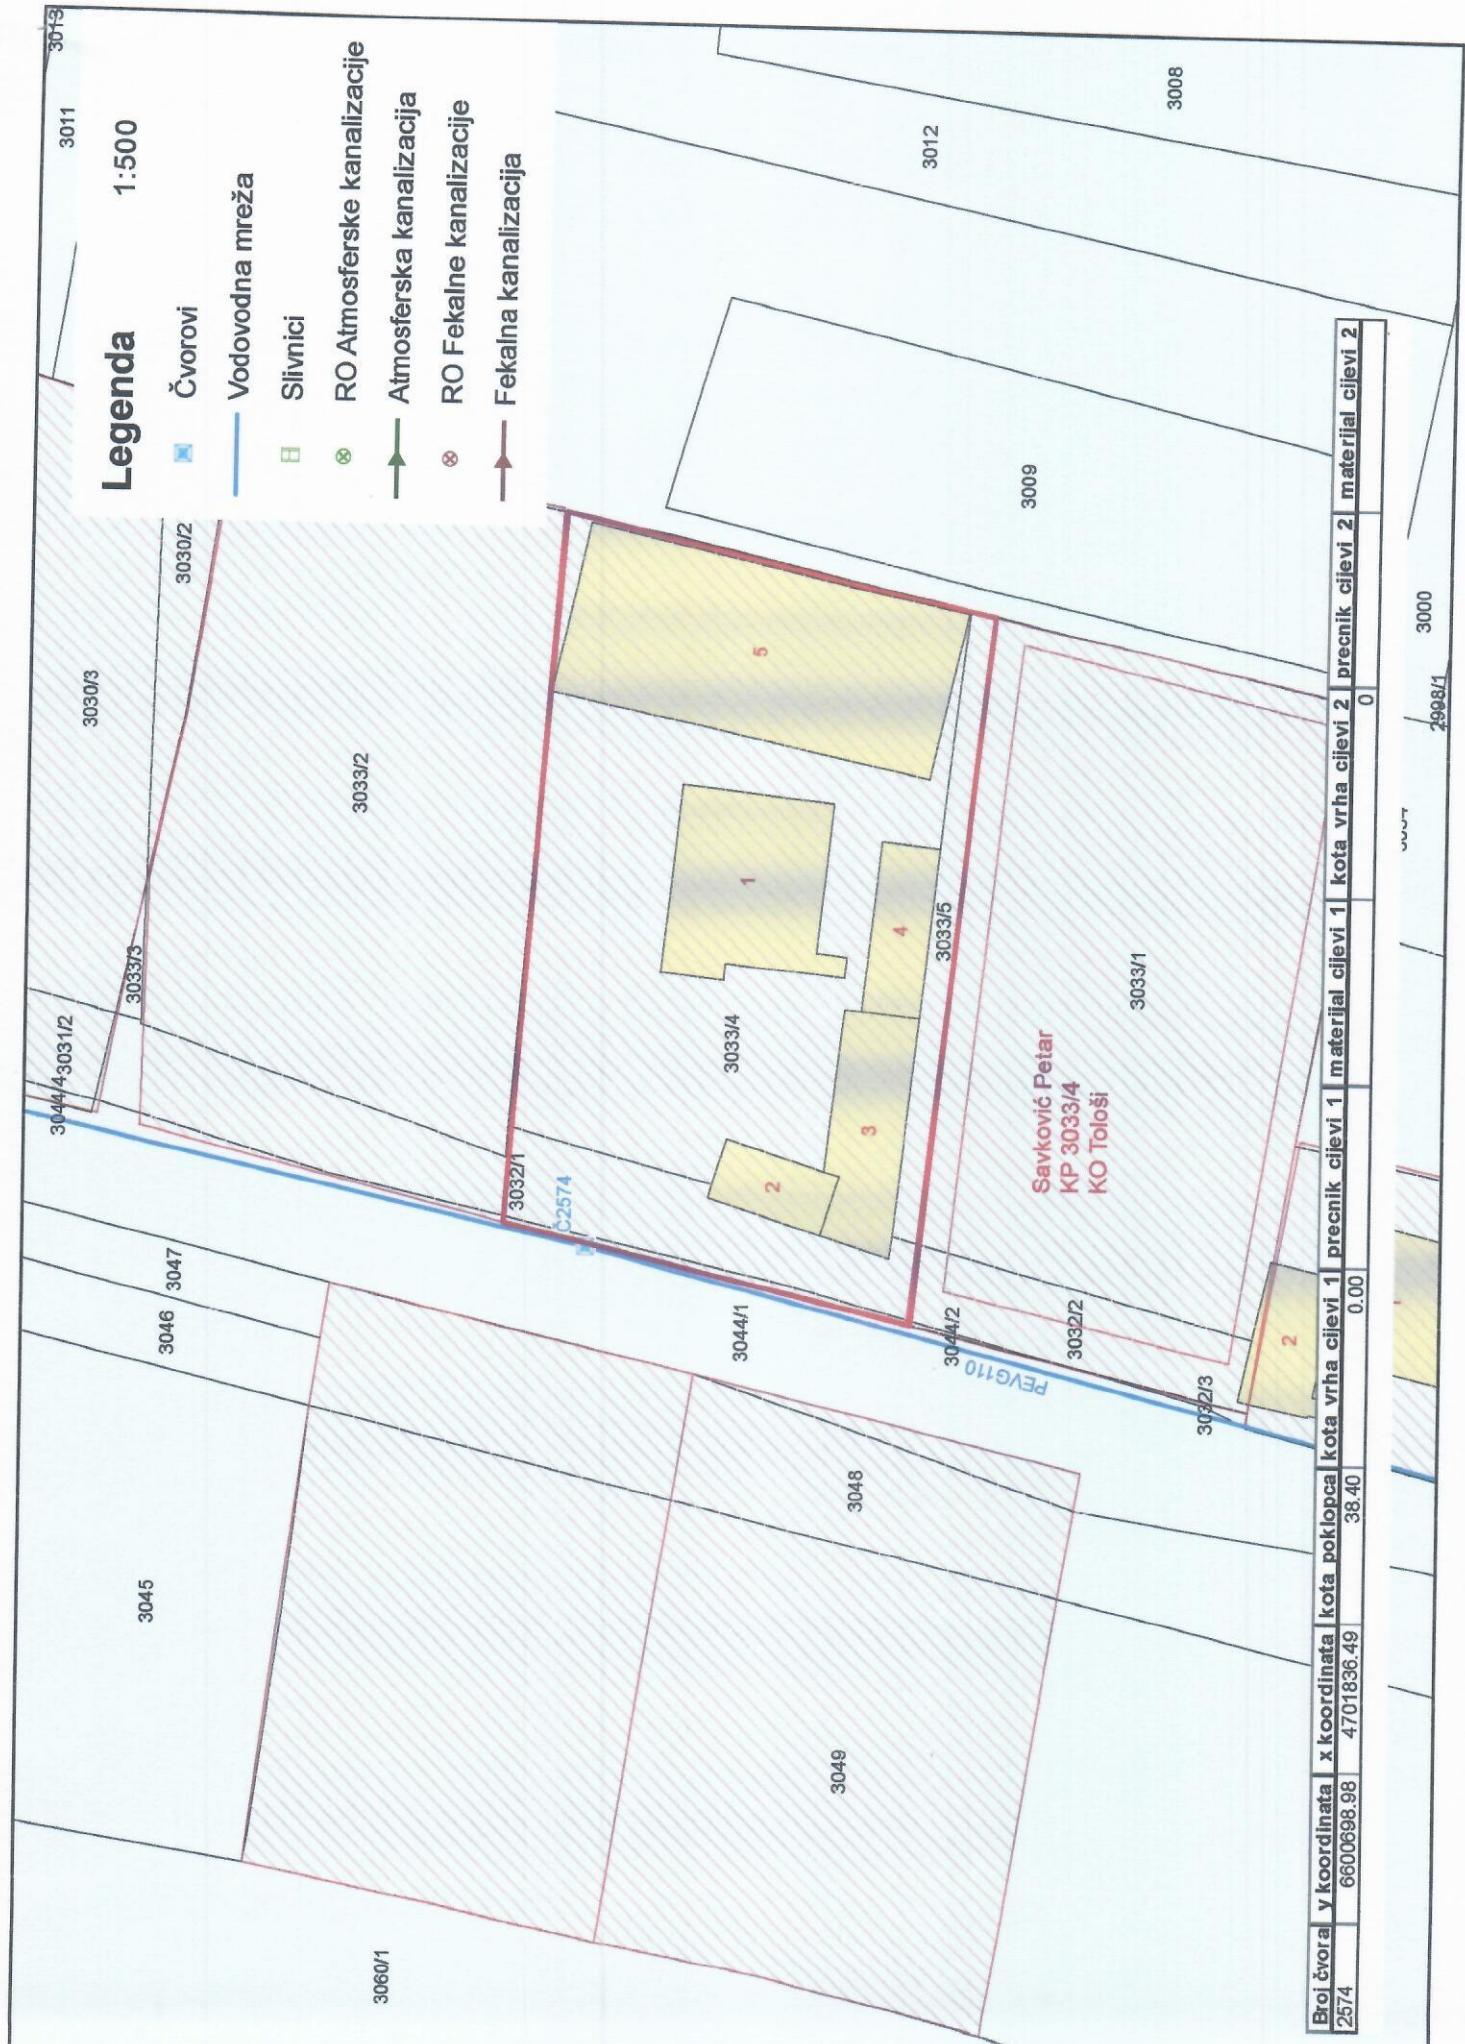 Legenda 1:500
Čvorovi
Vodovodna mreža
Slivnici
RO Atmosferske kanalizacije
Atmosferska kanalizacija
RO Fekalne kanalizacije
Fekalna kanalizacija
3013
3011
3030/2
3030/3
3033/2
3033/3
3031/2
3044/4
3047
3046
3045
3060/1
3032/1
Č2574
3033/4
1
2
3
4
5
3033/5
3012
3008
3009
3044/1
3044/2
PEVG110
3032/2
3032/3
3048
3049
Savković Petar
KP 3033/4
KO Tološi
3033/1
2
3000
2998/1
Broj čvora y koordinata x koordinata kota poklopca kota vrha cijevi 1 precnik cijevi 1 materijal cijevi 1 kota vrha cijevi 2 precnik cijevi 2 materijal cijevi 2
2574 6600698.98 4701836.49 38.40 0.00 0